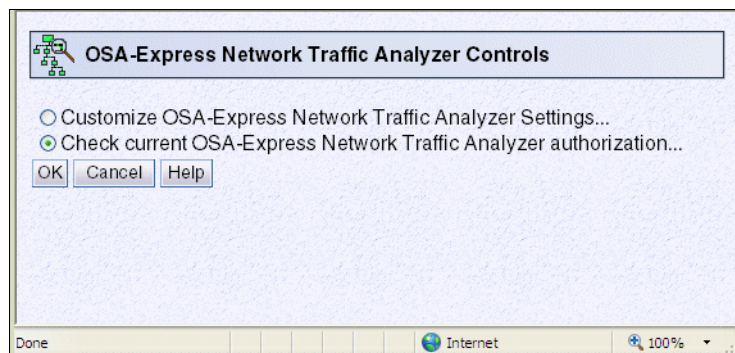 OSA-Express Network Traffic Analyzer Controls
Customize OSA-Express Network Traffic Analyzer Settings...
Check current OSA-Express Network Traffic Analyzer authorization...
OK Cancel Help
Done Internet 100%